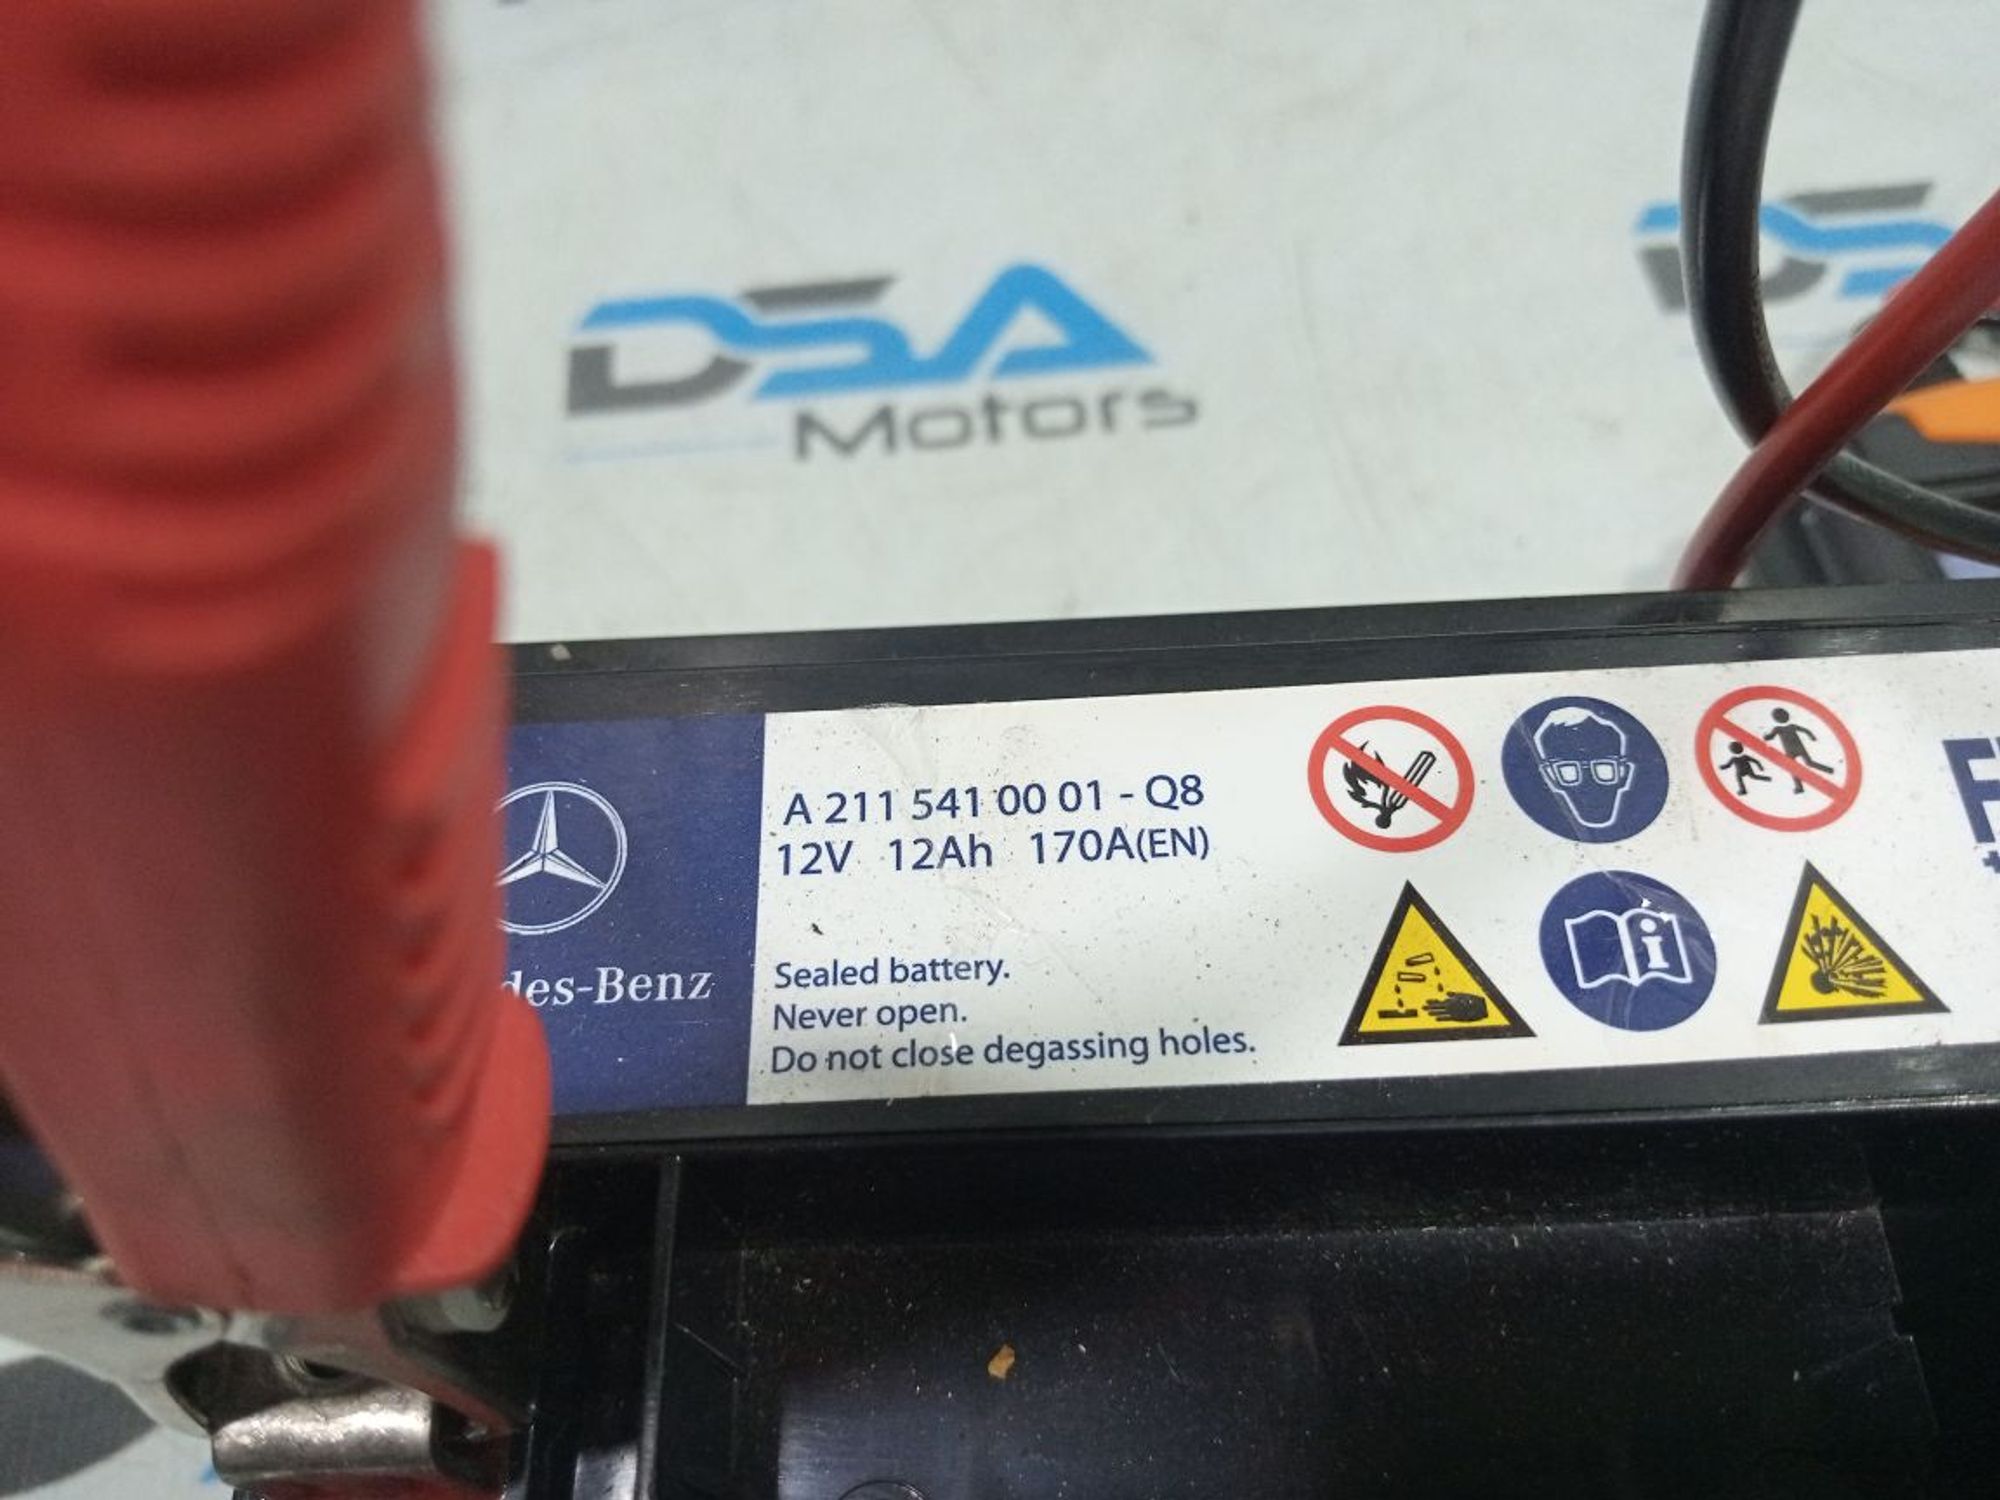 DSA
Motors
A 211 541 00 01 - Q8
12V 12Ah 170A(EN)
des-Benz
Sealed battery.
Never open.
Do not close degassing holes.